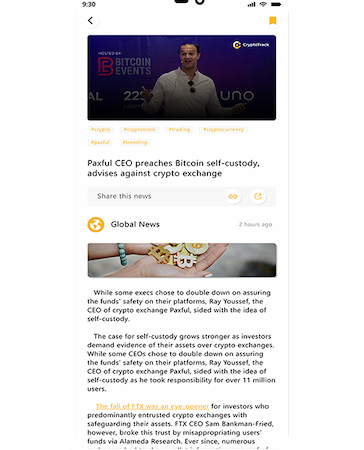 9:30
HOSTED BY
BITCOIN
EVENTS
CryptoTrack
AL
22
UNO
#crypto #cryptotrack #trading #cryptocurrency
#paxful #trending
Paxful CEO preaches Bitcoin self-custody,
advises against crypto exchange
Share this news
Global News 2 hours ago
While some execs chose to double down on assuring
the funds' safety on their platforms, Ray Youssef, the
CEO of crypto exchange Paxful, sided with the idea of
self-custody.
The case for self-custody grows stronger as investors
demand evidence of their assets over crypto exchanges.
While some CEOs chose to double down on assuring
the funds' safety on their platforms, Ray Youssef, the
CEO of crypto exchange Paxful, sided with the idea of
self-custody as he took responsibility for over 11 million
users.
The fall of FTX was an eye-opener for investors who
predominantly entrusted crypto exchanges with
safeguarding their assets. FTX CEO Sam Bankman-Fried,
however, broke this trust by misappropriating users'
funds via Alameda Research. Ever since, numerous